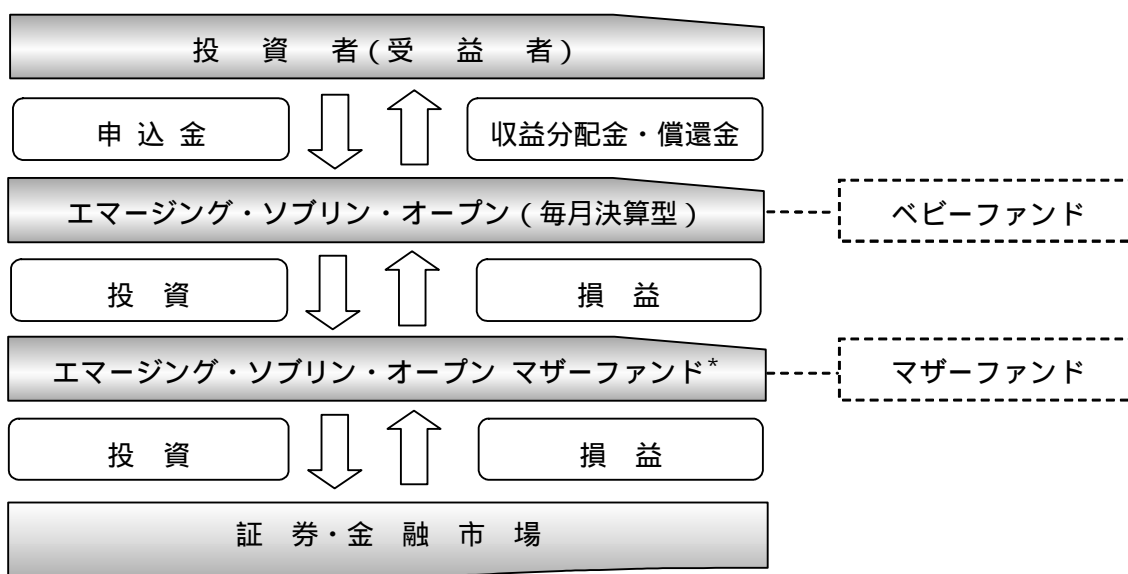 投 資 者(受 益 者)
申 込 金
収益分配金・償還金
エマージング・ソブリン・オープン(毎月決算型)
ベビーファンド
投 資
損 益
エマージング・ソブリン・オープン マザーファンド*
マザーファンド
投 資
損 益
証 券・金 融 市 場